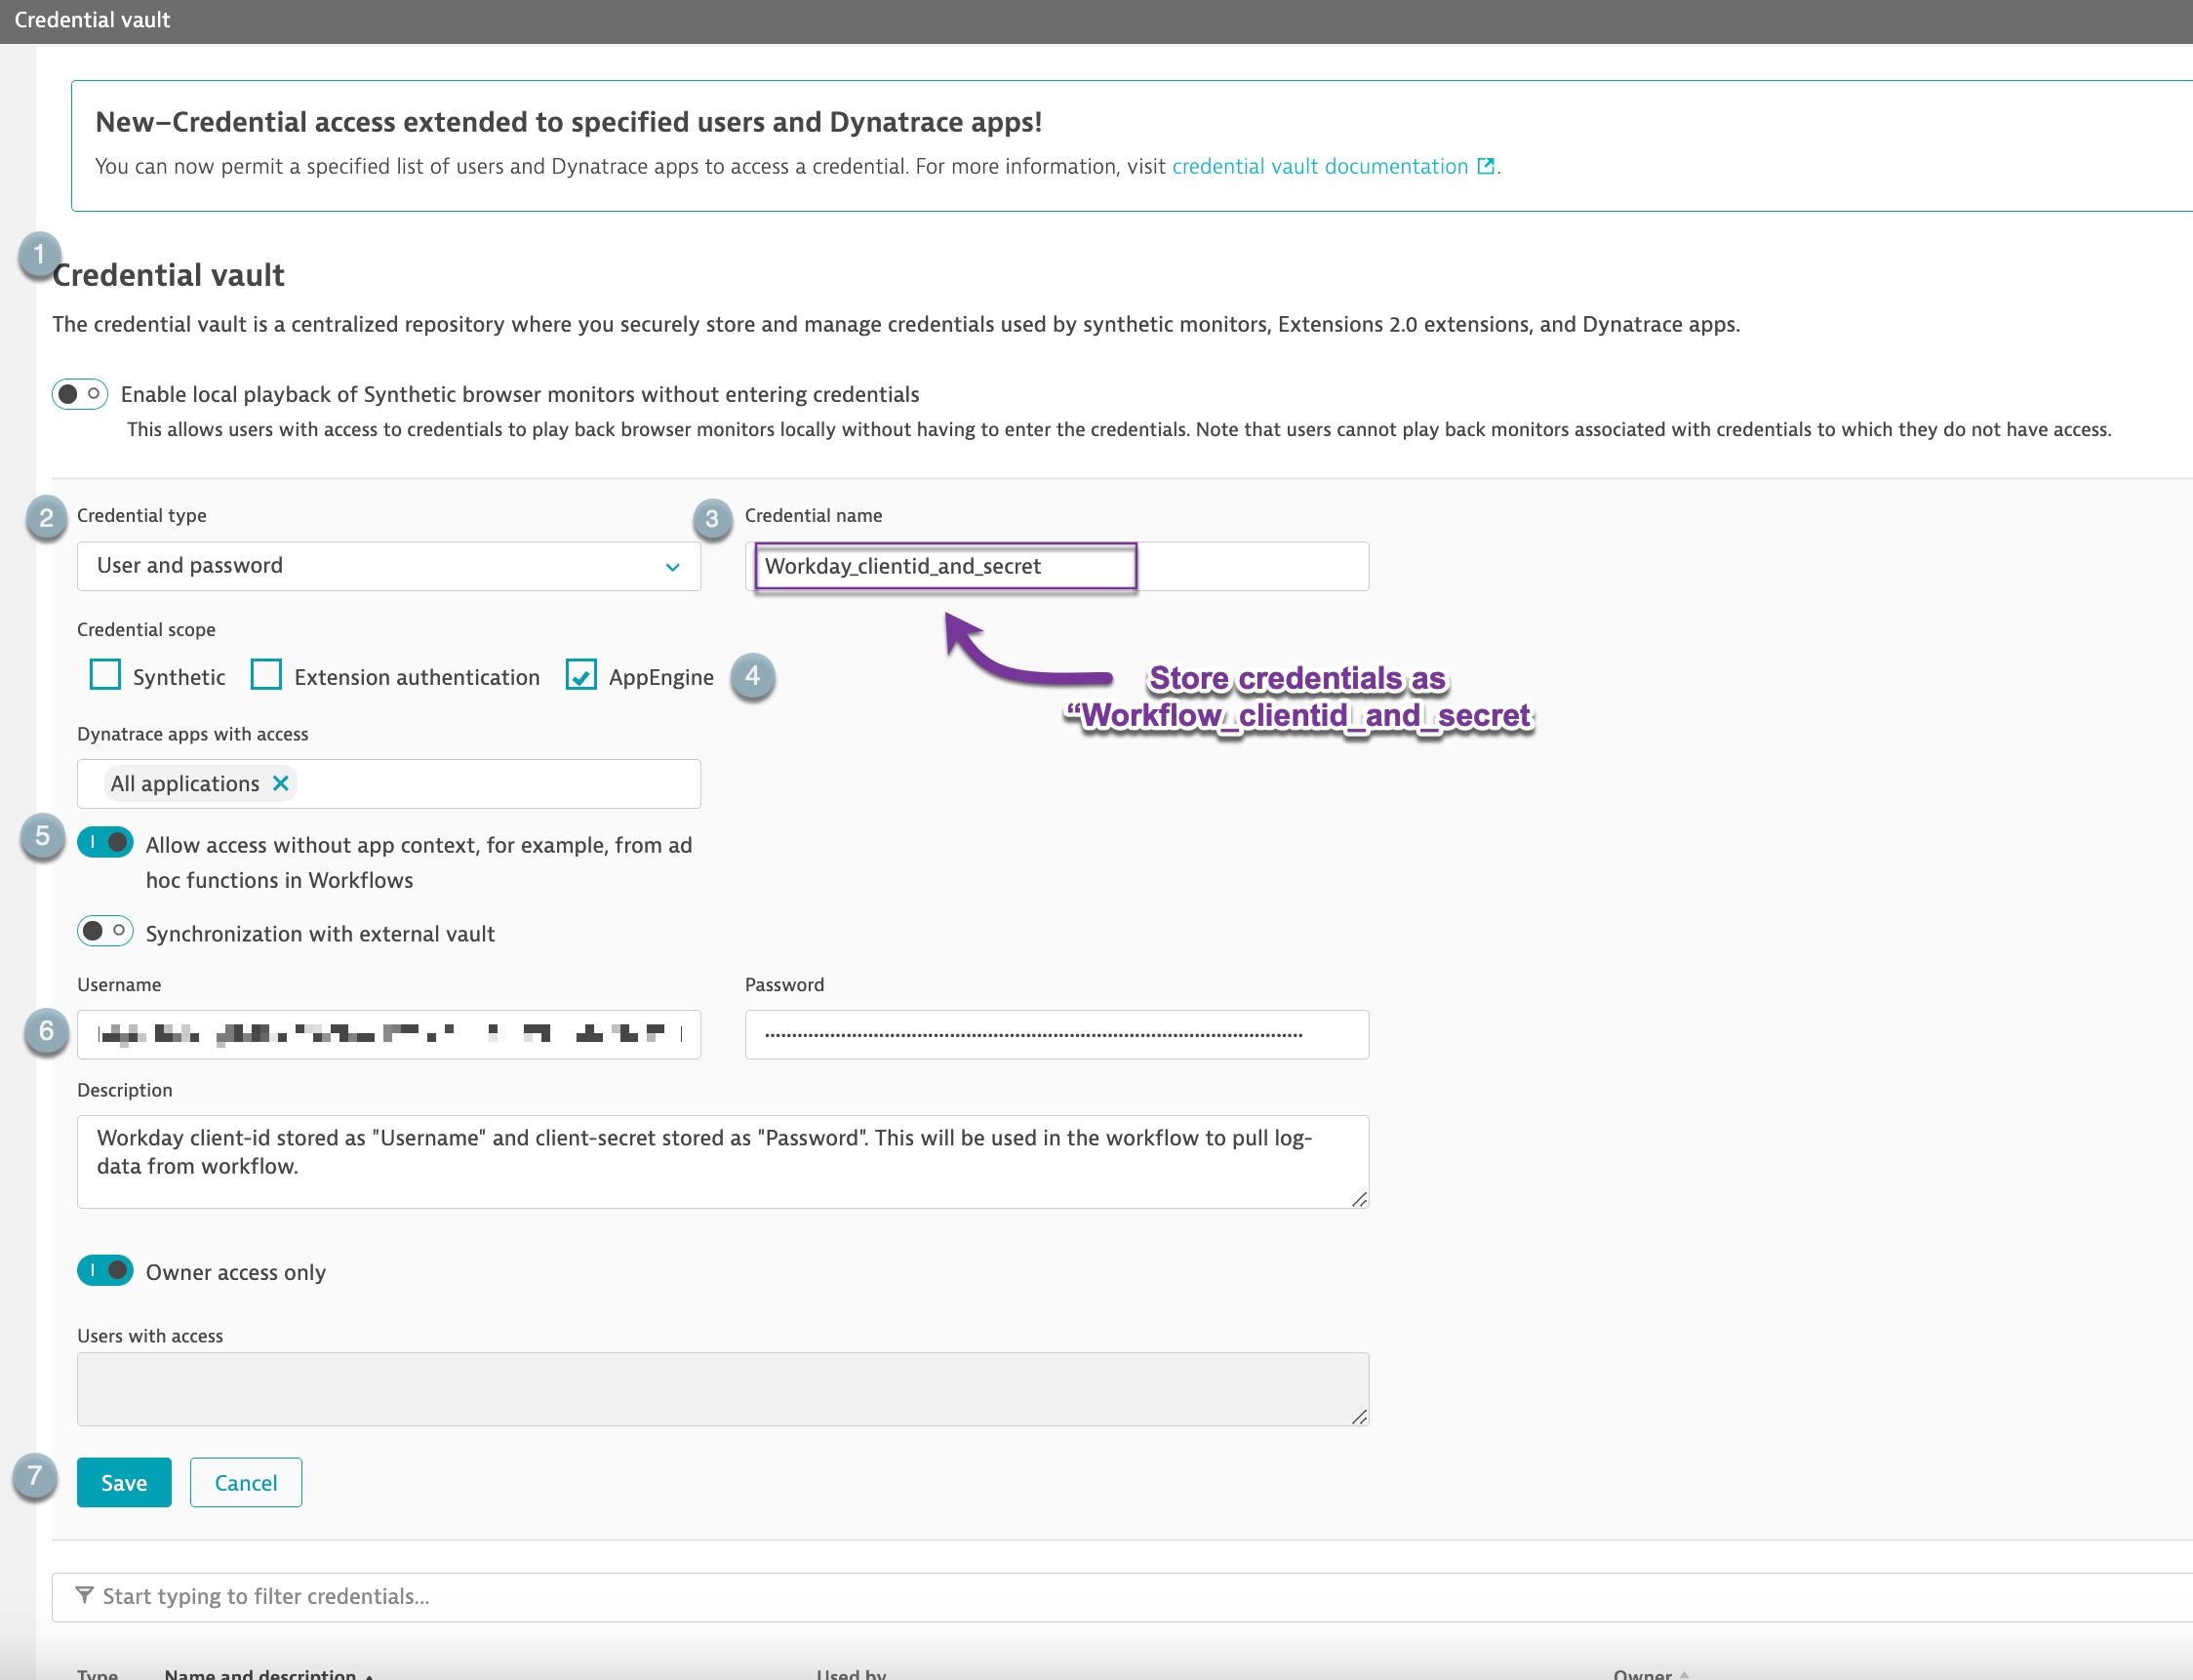 Credential vault
New–Credential access extended to specified users and Dynatrace apps!
You can now permit a specified list of users and Dynatrace apps to access a credential. For more information, visit credential vault documentation.
1
Credential vault
The credential vault is a centralized repository where you securely store and manage credentials used by synthetic monitors, Extensions 2.0 extensions, and Dynatrace apps.
Enable local playback of Synthetic browser monitors without entering credentials
This allows users with access to credentials to play back browser monitors locally without having to enter the credentials. Note that users cannot play back monitors associated with credentials to which they do not have access.
2 Credential type
3 Credential name
User and password
Workday_clientid_and_secret
Credential scope
Synthetic Extension authentication AppEngine 4
Store credentials as
“Workflow_clientid_and_secret
Dynatrace apps with access
All applications
5 Allow access without app context, for example, from ad
hoc functions in Workflows
Synchronization with external vault
Username
Password
6
Description
Workday client-id stored as "Username" and client-secret stored as "Password". This will be used in the workflow to pull log-
data from workflow.
Owner access only
Users with access
7 Save Cancel
Start typing to filter credentials...
Type Name and description Used by Owner